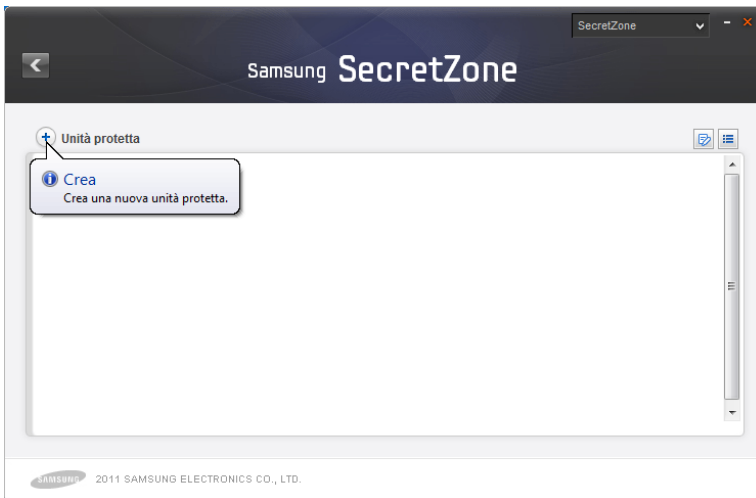 SecretZone
Samsung SecretZone
Unità protetta
Crea
Crea una nuova unità protetta.
SAMSUNG 2011 SAMSUNG ELECTRONICS CO., LTD.